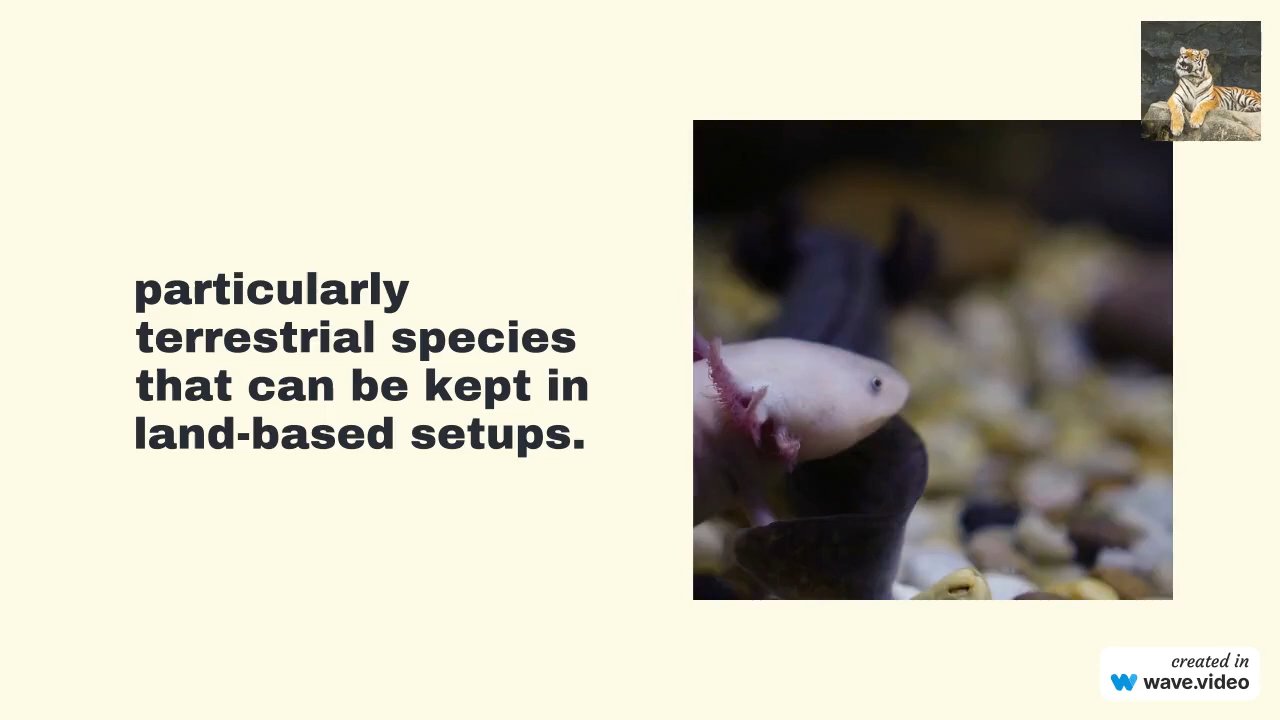 particularly
terrestrial species
that can be kept in
land-based setups.
created in
wave.video